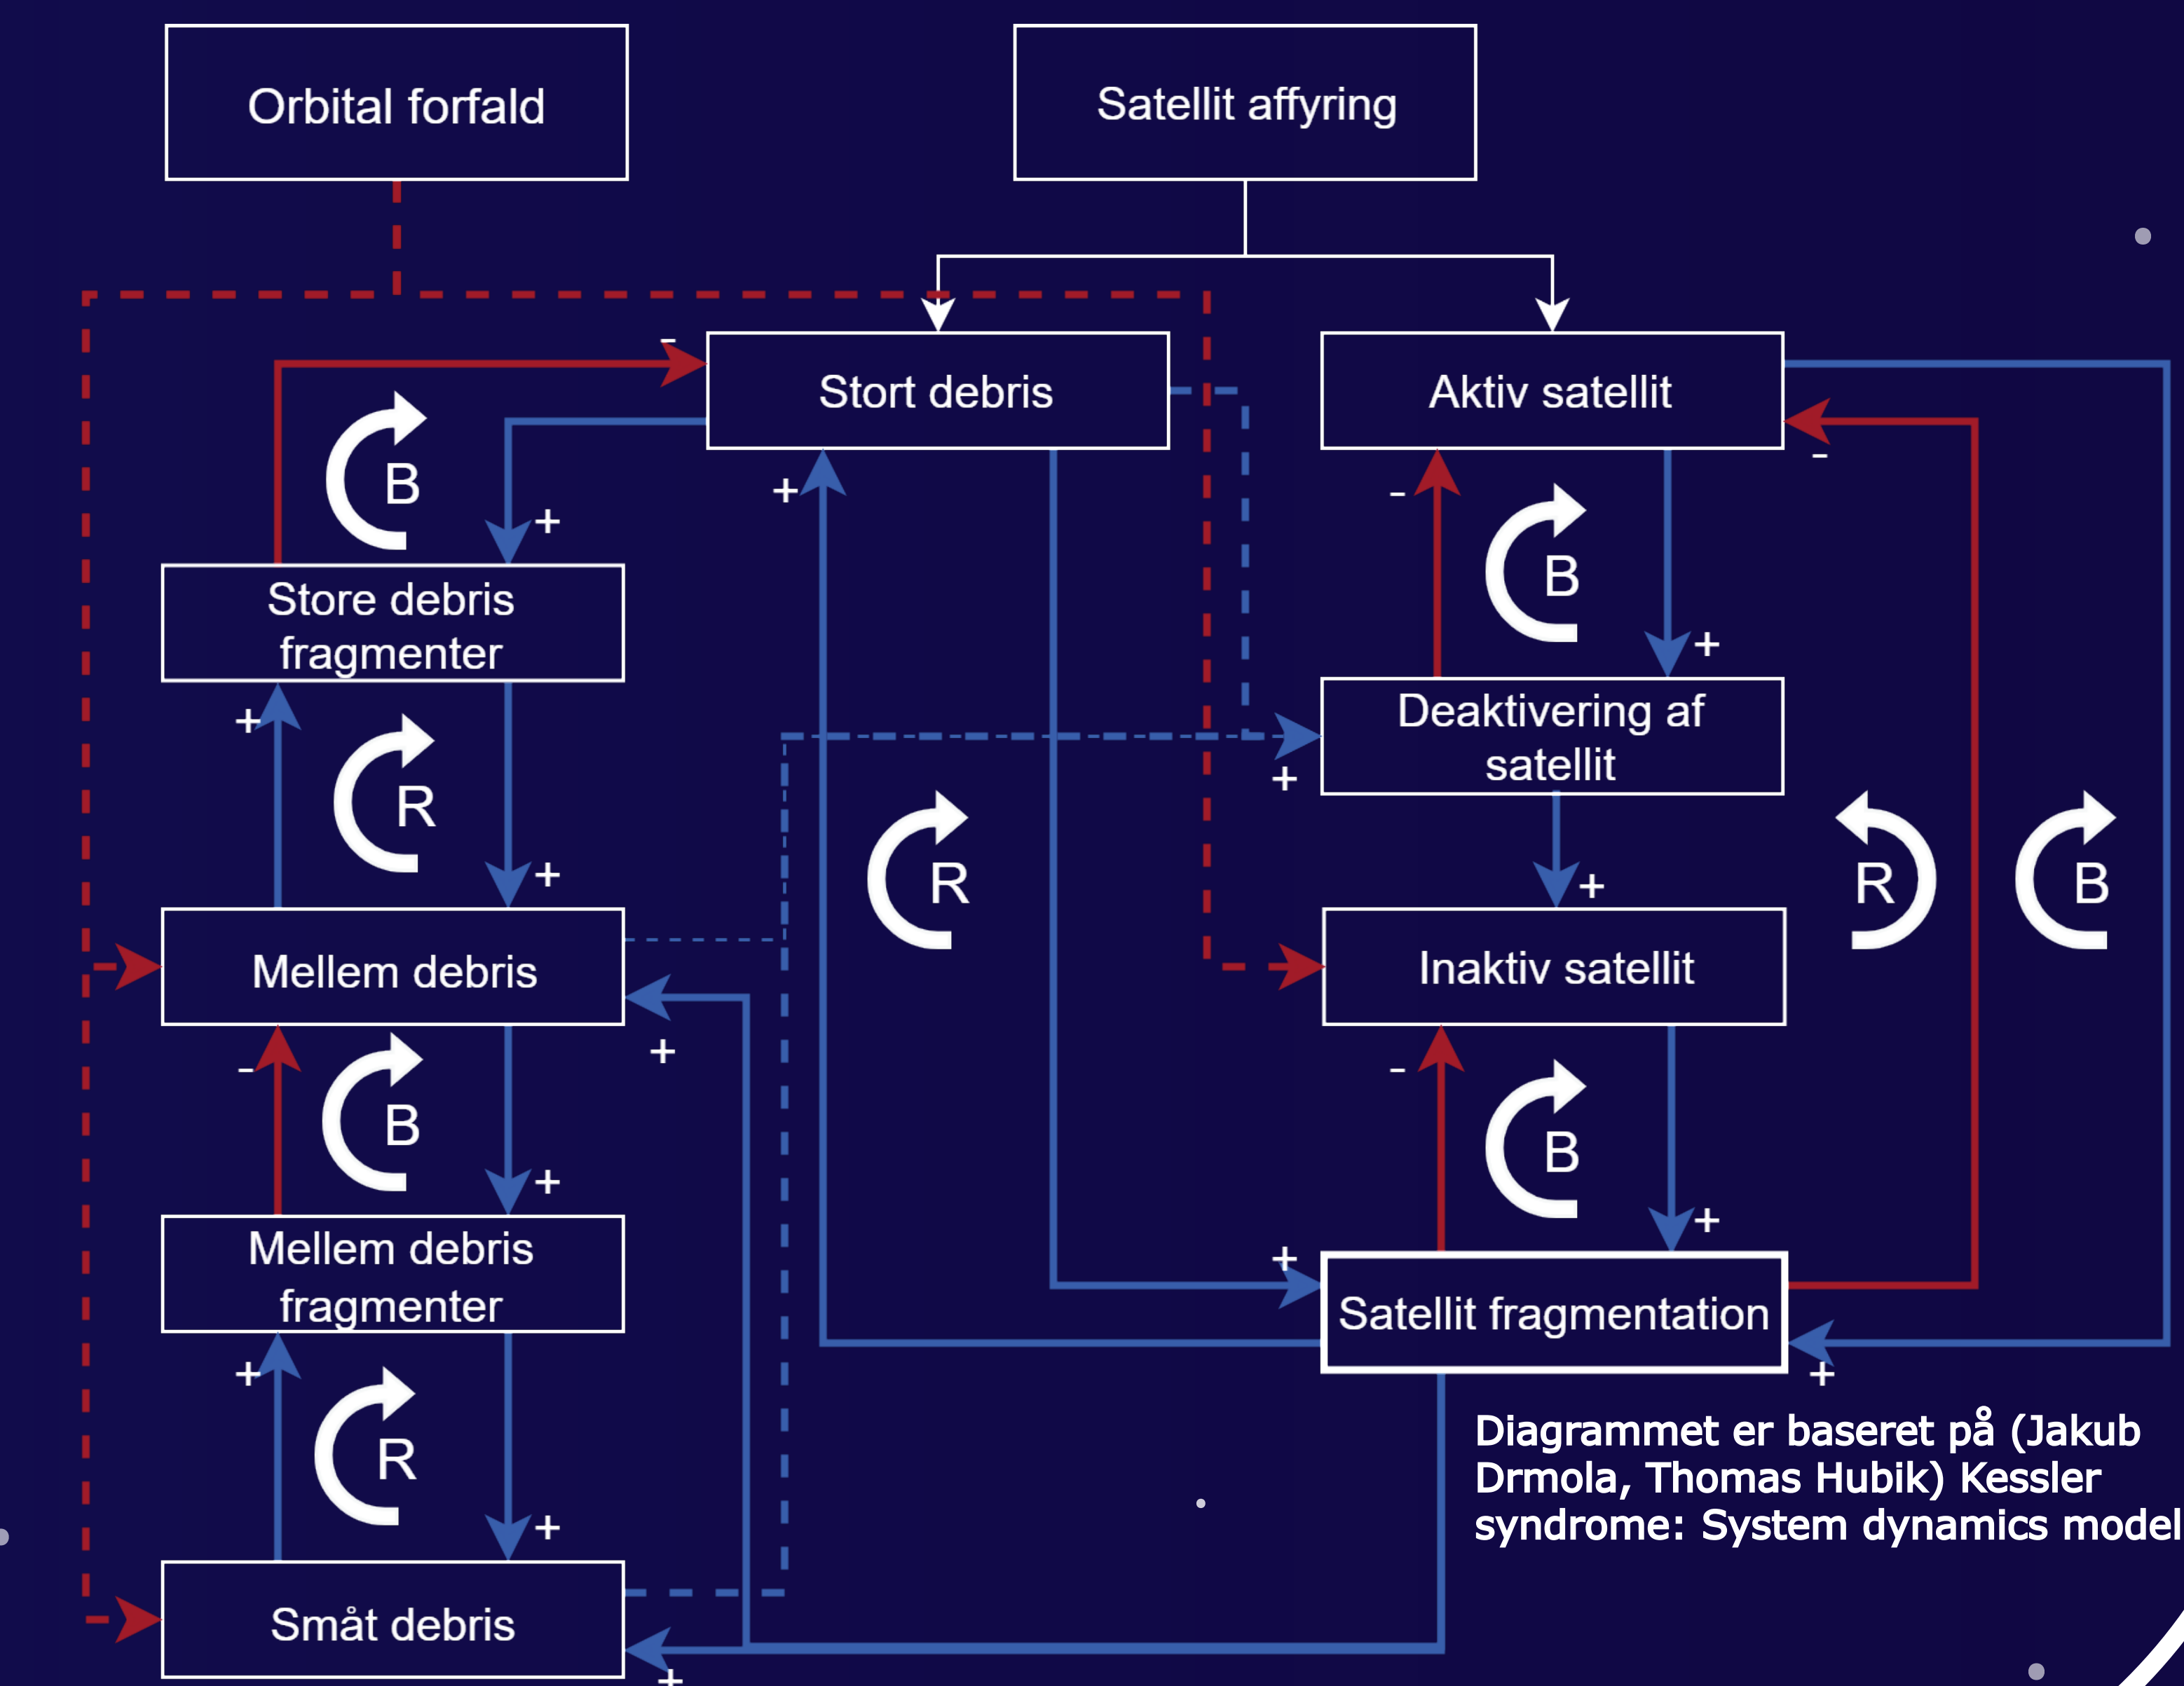 Orbital forfald
Satellit affyring
-
Stort debris
Aktiv satellit
-
B
+
+
-
B
+
Store debris
fragmenter
Deaktivering af
satellit
+
R
+
+
R
+
R
B
Mellem debris
Inaktiv satellit
+
-
B
-
B
+
+
Mellem debris
fragmenter
+
Satellit fragmentation
+
+
R
+
Diagrammet er baseret på (Jakub
Drmola, Thomas Hubik) Kessler
syndrome: System dynamics model
Småt debris
+